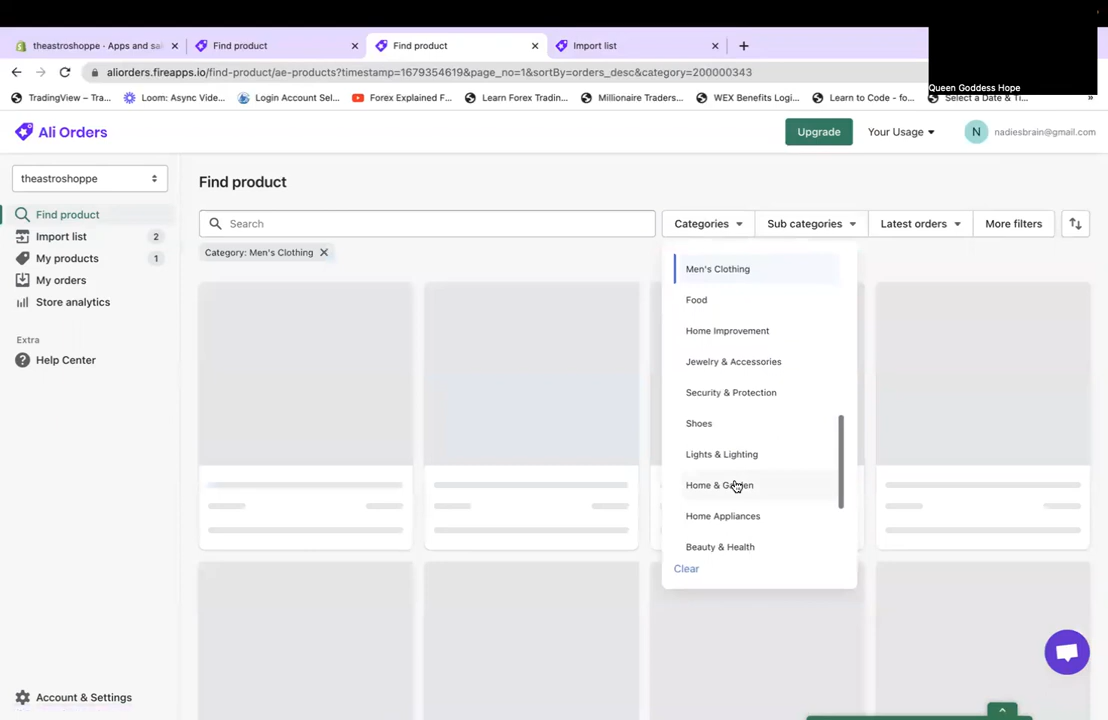 Queen Goddess Hope
theastroshoppe · Apps and sa
Find product
Find product
Import list
aliorders.fireapps.io/find-product/ae-products?timestamp=1679354619&page_no=1&sortBy=orders_desc&category=200000343
TradingView – Tra...
Loom: Async Vide...
Login Account Sel...
Forex Explained F...
Learn Forex Tradin...
Millionaire Traders...
WEX Benefits Logi...
Learn to Code - fo...
Select a Date & Ti...
»
Ali Orders
Upgrade
Your Usage
N
nadiesbrain@gmail.com
theastroshoppe
Find product
Import list 2
My products 1
My orders
Store analytics
Extra
Help Center
Account & Settings
Find product
Search
Categories
Sub categories
Latest orders
More filters
Category: Men's Clothing
Men's Clothing
Food
Home Improvement
Jewelry & Accessories
Security & Protection
Shoes
Lights & Lighting
Home & Garden
Home Appliances
Beauty & Health
Clear